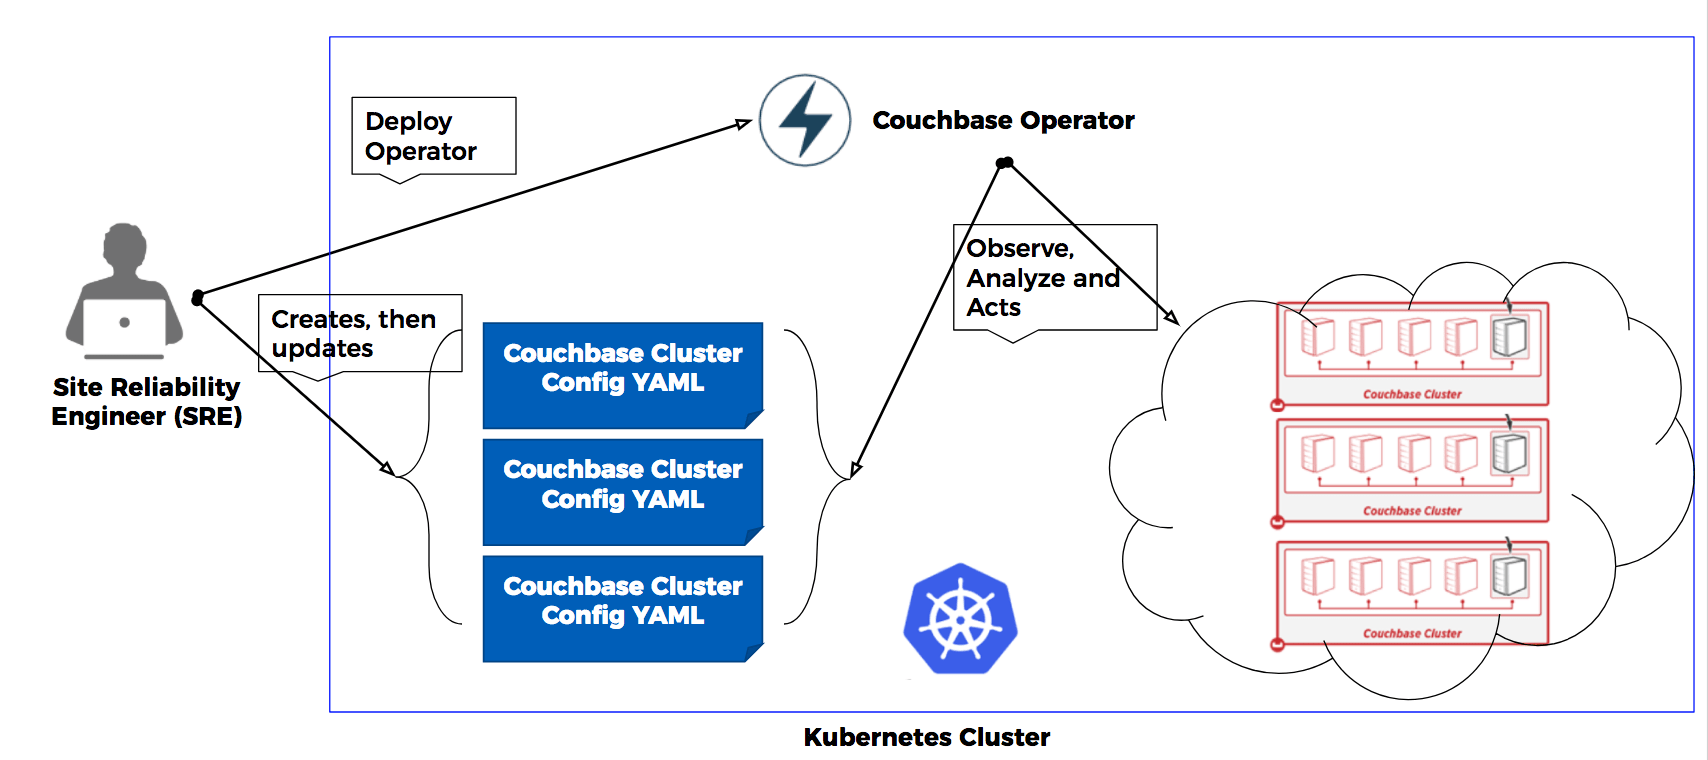 Deploy
Operator
Couchbase Operator
Observe,
Analyze and
Acts
Creates, then
updates
Site Reliability
Engineer (SRE)
Couchbase Cluster
Config YAML
Couchbase Cluster
Config YAML
Couchbase Cluster
Config YAML
Couchbase Cluster
Couchbase Cluster
Couchbase Cluster
Kubernetes Cluster